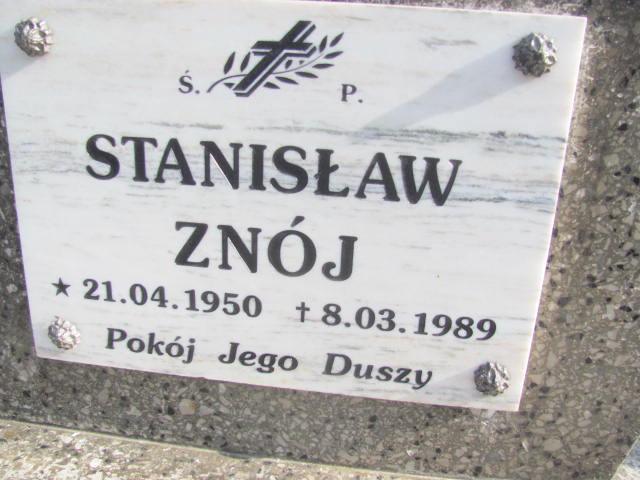 Ś. P.
STANISŁAW
ZNÓJ
★ 21.04.1950 † 8.03.1989
Pokój Jego Duszy